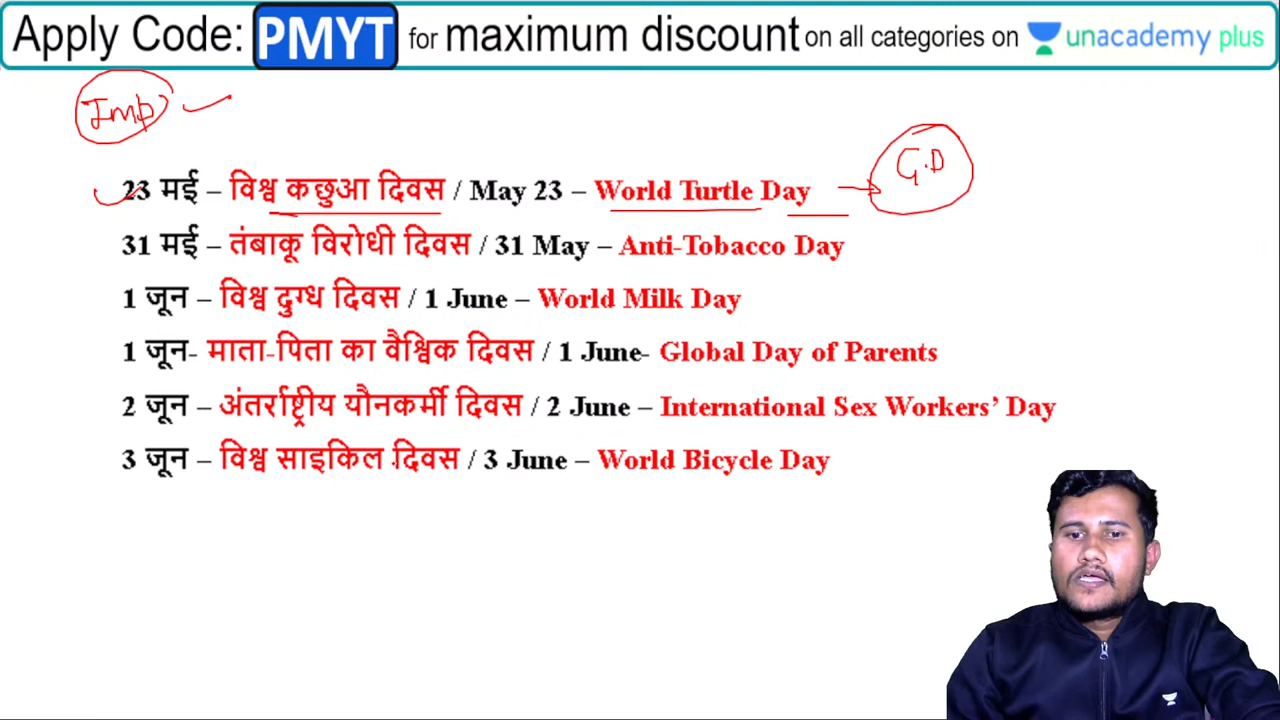 Apply Code: PMYT for maximum discount on all categories on unacademy plus
Imp
G.D
23 मई – विश्व कछुआ दिवस / May 23 – World Turtle Day
31 मई – तंबाकू विरोधी दिवस / 31 May – Anti-Tobacco Day
1 जून – विश्व दुग्ध दिवस / 1 June – World Milk Day
1 जून- माता-पिता का वैश्विक दिवस / 1 June- Global Day of Parents
2 जून – अंतर्राष्ट्रीय यौनकर्मी दिवस / 2 June – International Sex Workers’ Day
3 जून – विश्व साइकिल दिवस / 3 June – World Bicycle Day